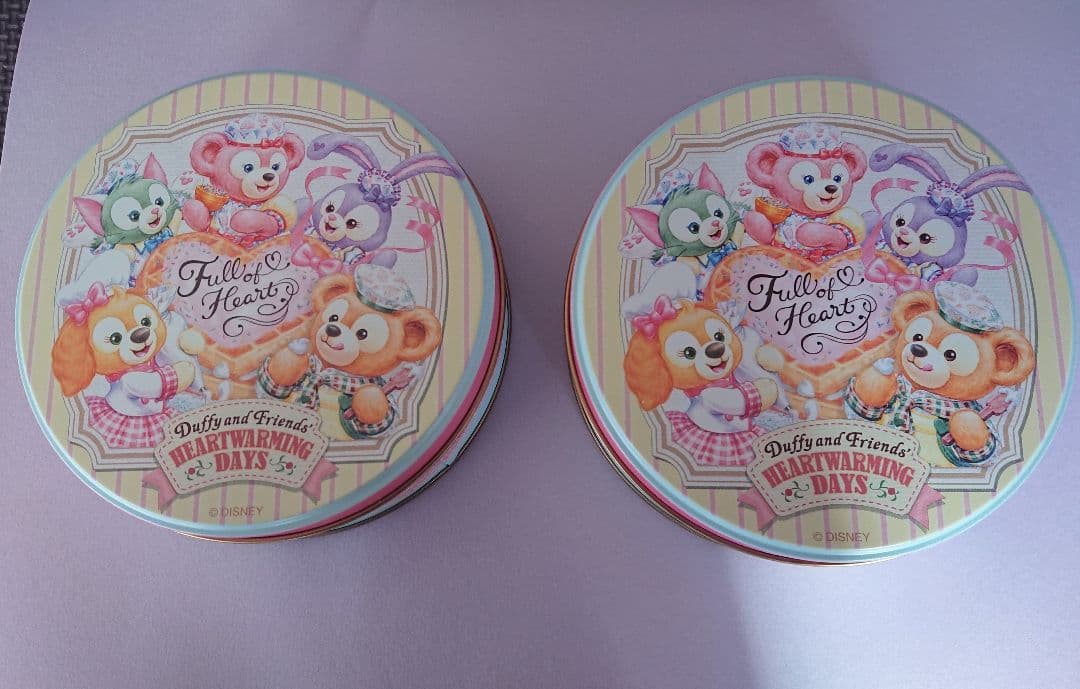 Full of
Heart
Duffy and Friends'
HEARTWARMING
DAYS
© DISNEY
Full of
Heart
Duffy and Friends'
HEARTWARMING
DAYS
© DISNEY